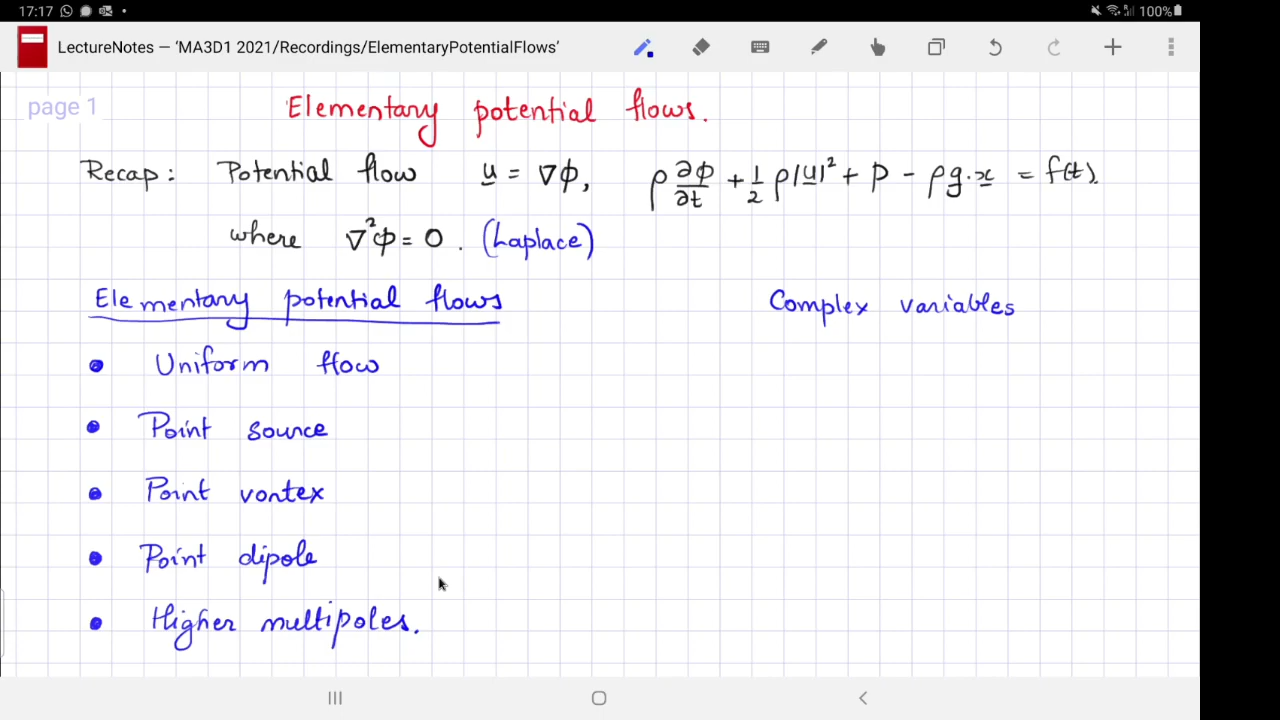 17:17 100%
LectureNotes — ‘MA3D1 2021/Recordings/ElementaryPotentialFlows’
page 1
Elementary potential flows.
Recap: Potential flow u = ∇φ, ρ ∂φ/∂t + 1/2 ρ|u|² + p - ρg·x = f(t).
where ∇²φ = 0. (Laplace)
Elementary potential flows Complex variables
• Uniform flow
• Point source
• Point vortex
• Point dipole
• Higher multipoles.